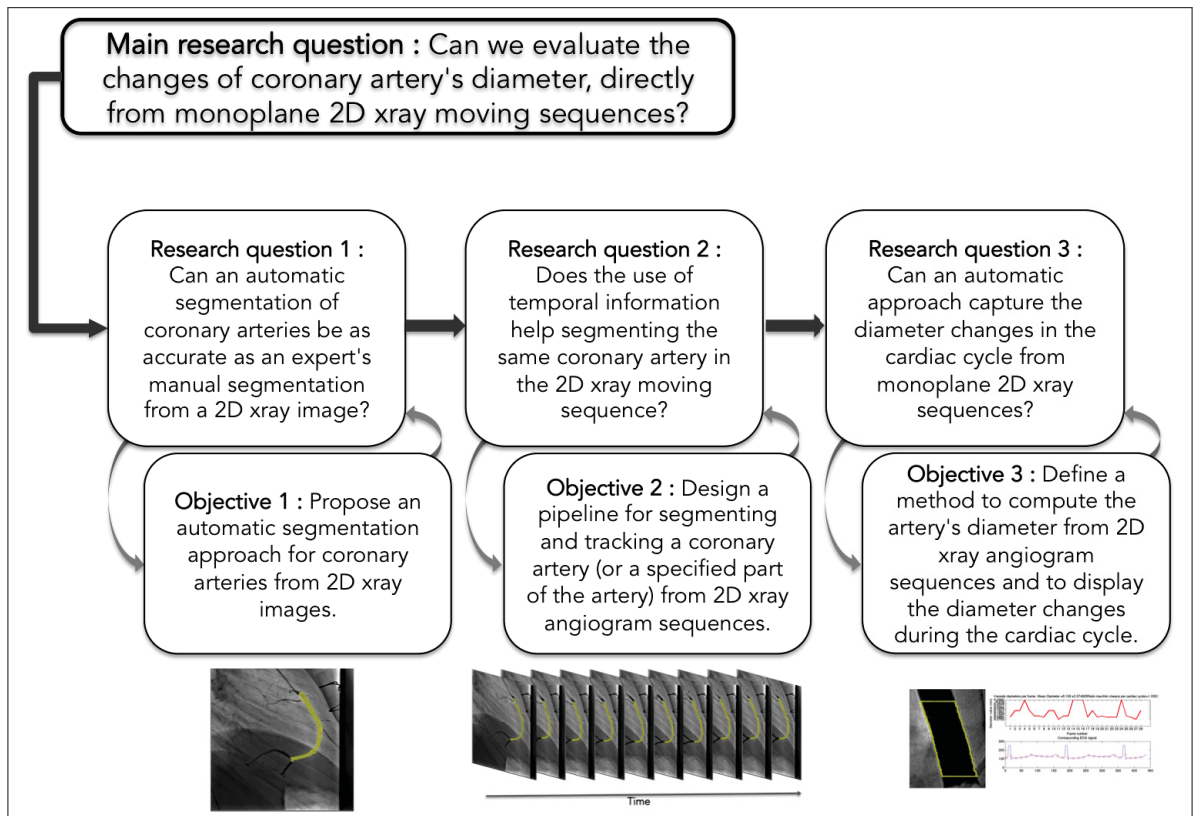 Main research question : Can we evaluate the
changes of coronary artery's diameter, directly
from monoplane 2D xray moving sequences?
Research question 1 :
Can an automatic
segmentation of
coronary arteries be as
accurate as an expert's
manual segmentation
from a 2D xray image?
Research question 2 :
Does the use of
temporal information
help segmenting the
same coronary artery in
the 2D xray moving
sequence?
Research question 3 :
Can an automatic
approach capture the
diameter changes in the
cardiac cycle from
monoplane 2D xray
sequences?
Objective 1 : Propose an
automatic segmentation
approach for coronary
arteries from 2D xray
images.
Objective 2 : Design a
pipeline for segmenting
and tracking a coronary
artery (or a specified part
of the artery) from 2D xray
angiogram sequences.
Objective 3 : Define a
method to compute the
artery's diameter from 2D
xray angiogram
sequences and to display
the diameter changes
during the cardiac cycle.
Time
Frame number
Corresponding ECG signal